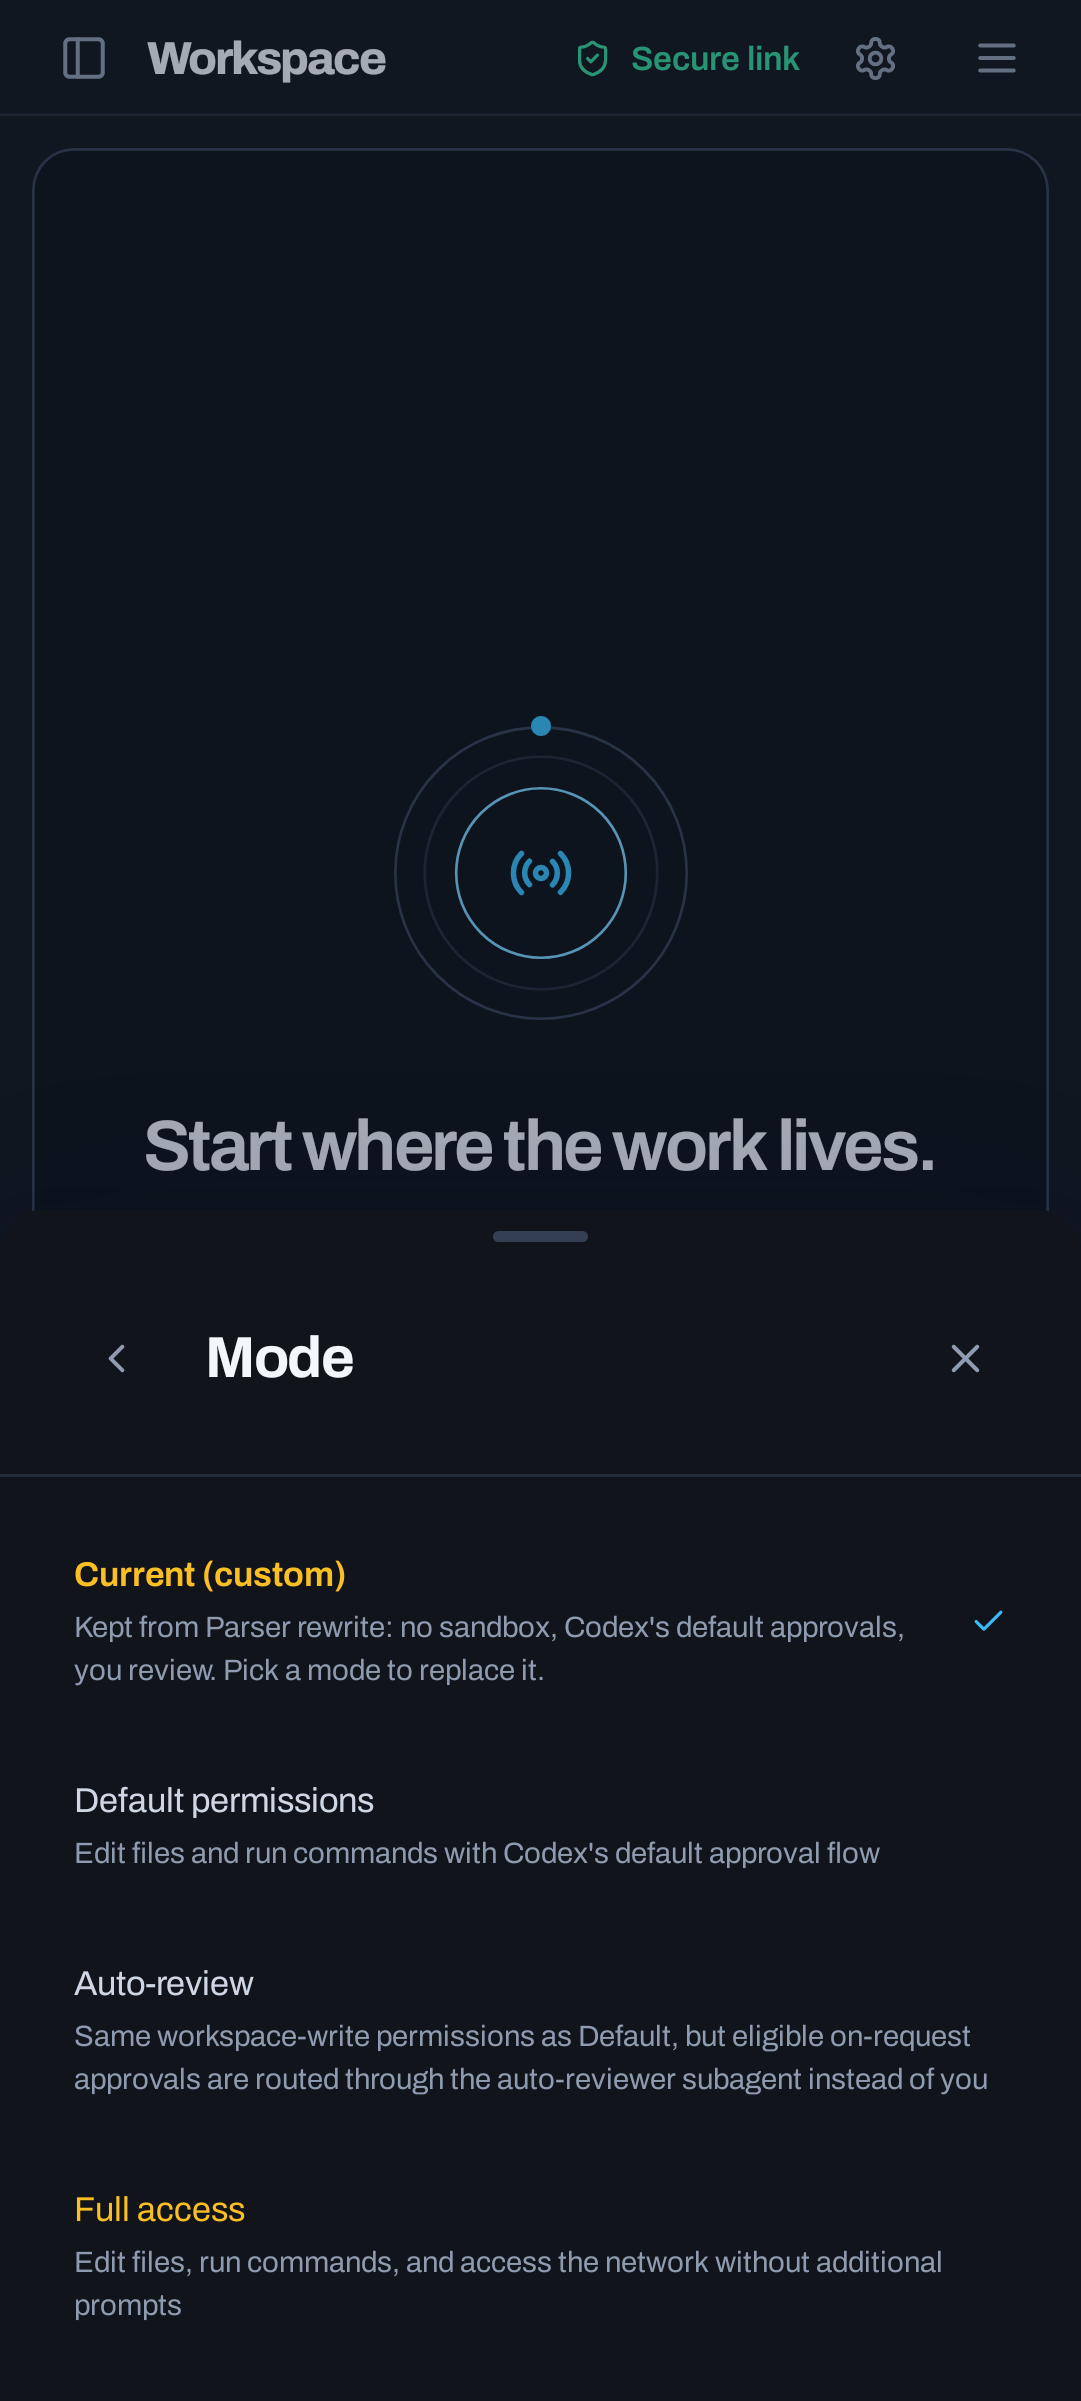 Workspace
Secure link
Start where the work lives.
Mode
Current (custom)
Kept from Parser rewrite: no sandbox, Codex's default approvals,
you review. Pick a mode to replace it.
Default permissions
Edit files and run commands with Codex's default approval flow
Auto-review
Same workspace-write permissions as Default, but eligible on-request
approvals are routed through the auto-reviewer subagent instead of you
Full access
Edit files, run commands, and access the network without additional
prompts